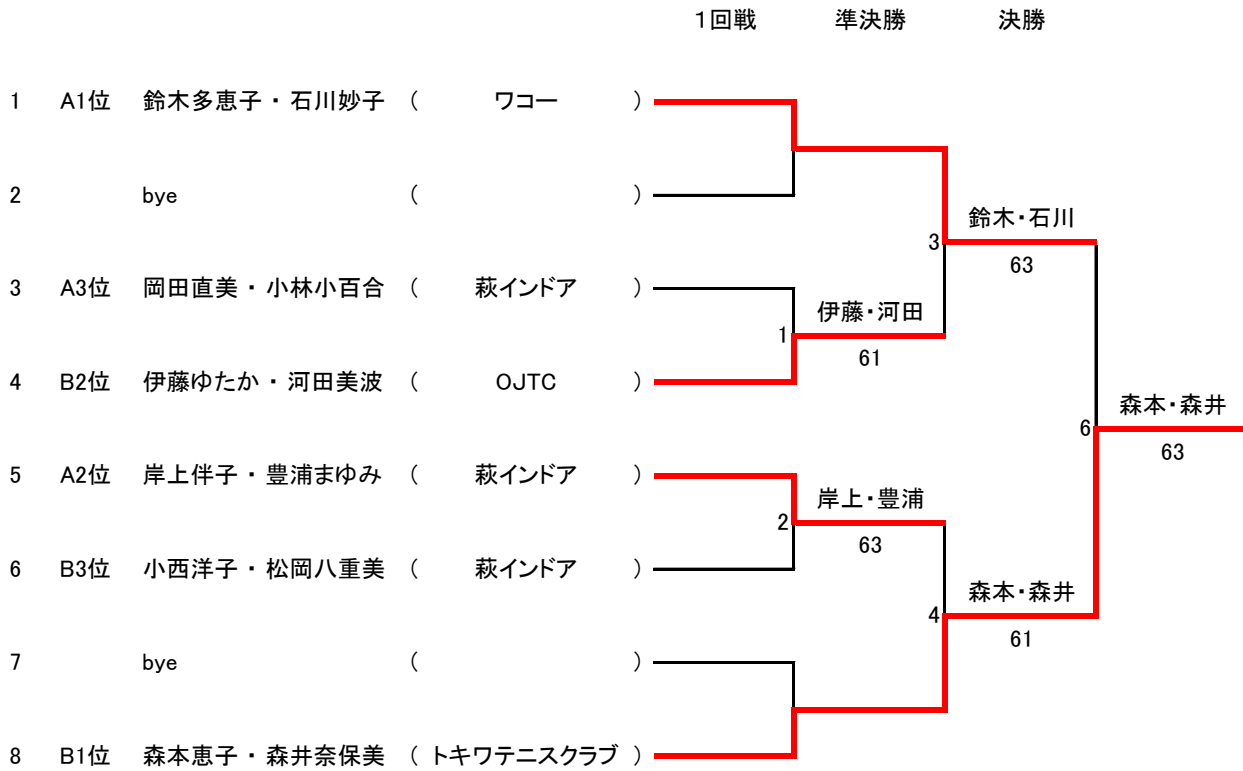 1回戦 準決勝 決勝
1 A1位 鈴木多恵子 ・ 石川妙子 ( ワコー )
2 bye ( )
鈴木・石川
3
63
3 A3位 岡田直美 ・ 小林小百合 ( 萩インドア )
伊藤・河田
1
61
4 B2位 伊藤ゆたか ・ 河田美波 ( OJTC )
森本・森井
6
63
5 A2位 岸上伴子 ・ 豊浦まゆみ ( 萩インドア )
岸上・豊浦
2
63
6 B3位 小西洋子 ・ 松岡八重美 ( 萩インドア )
森本・森井
4
61
7 bye ( )
8 B1位 森本恵子 ・ 森井奈保美 ( トキワテニスクラブ )